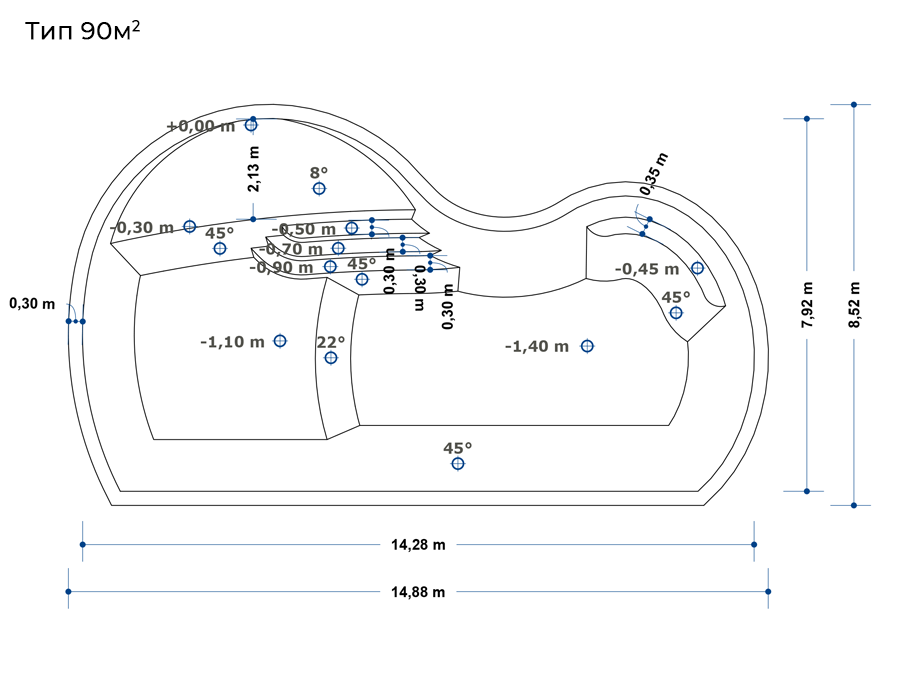 Тип 90м²
+0,00 m
2,13 m
8°
0,35 m
-0,30 m
45°
-0,50 m
-0,70 m
-0,90 m
45°
0,30 m
0,30 m
0,30 m
-0,45 m
45°
0,30 m
-1,10 m
22°
-1,40 m
7,92 m
8,52 m
45°
14,28 m
14,88 m